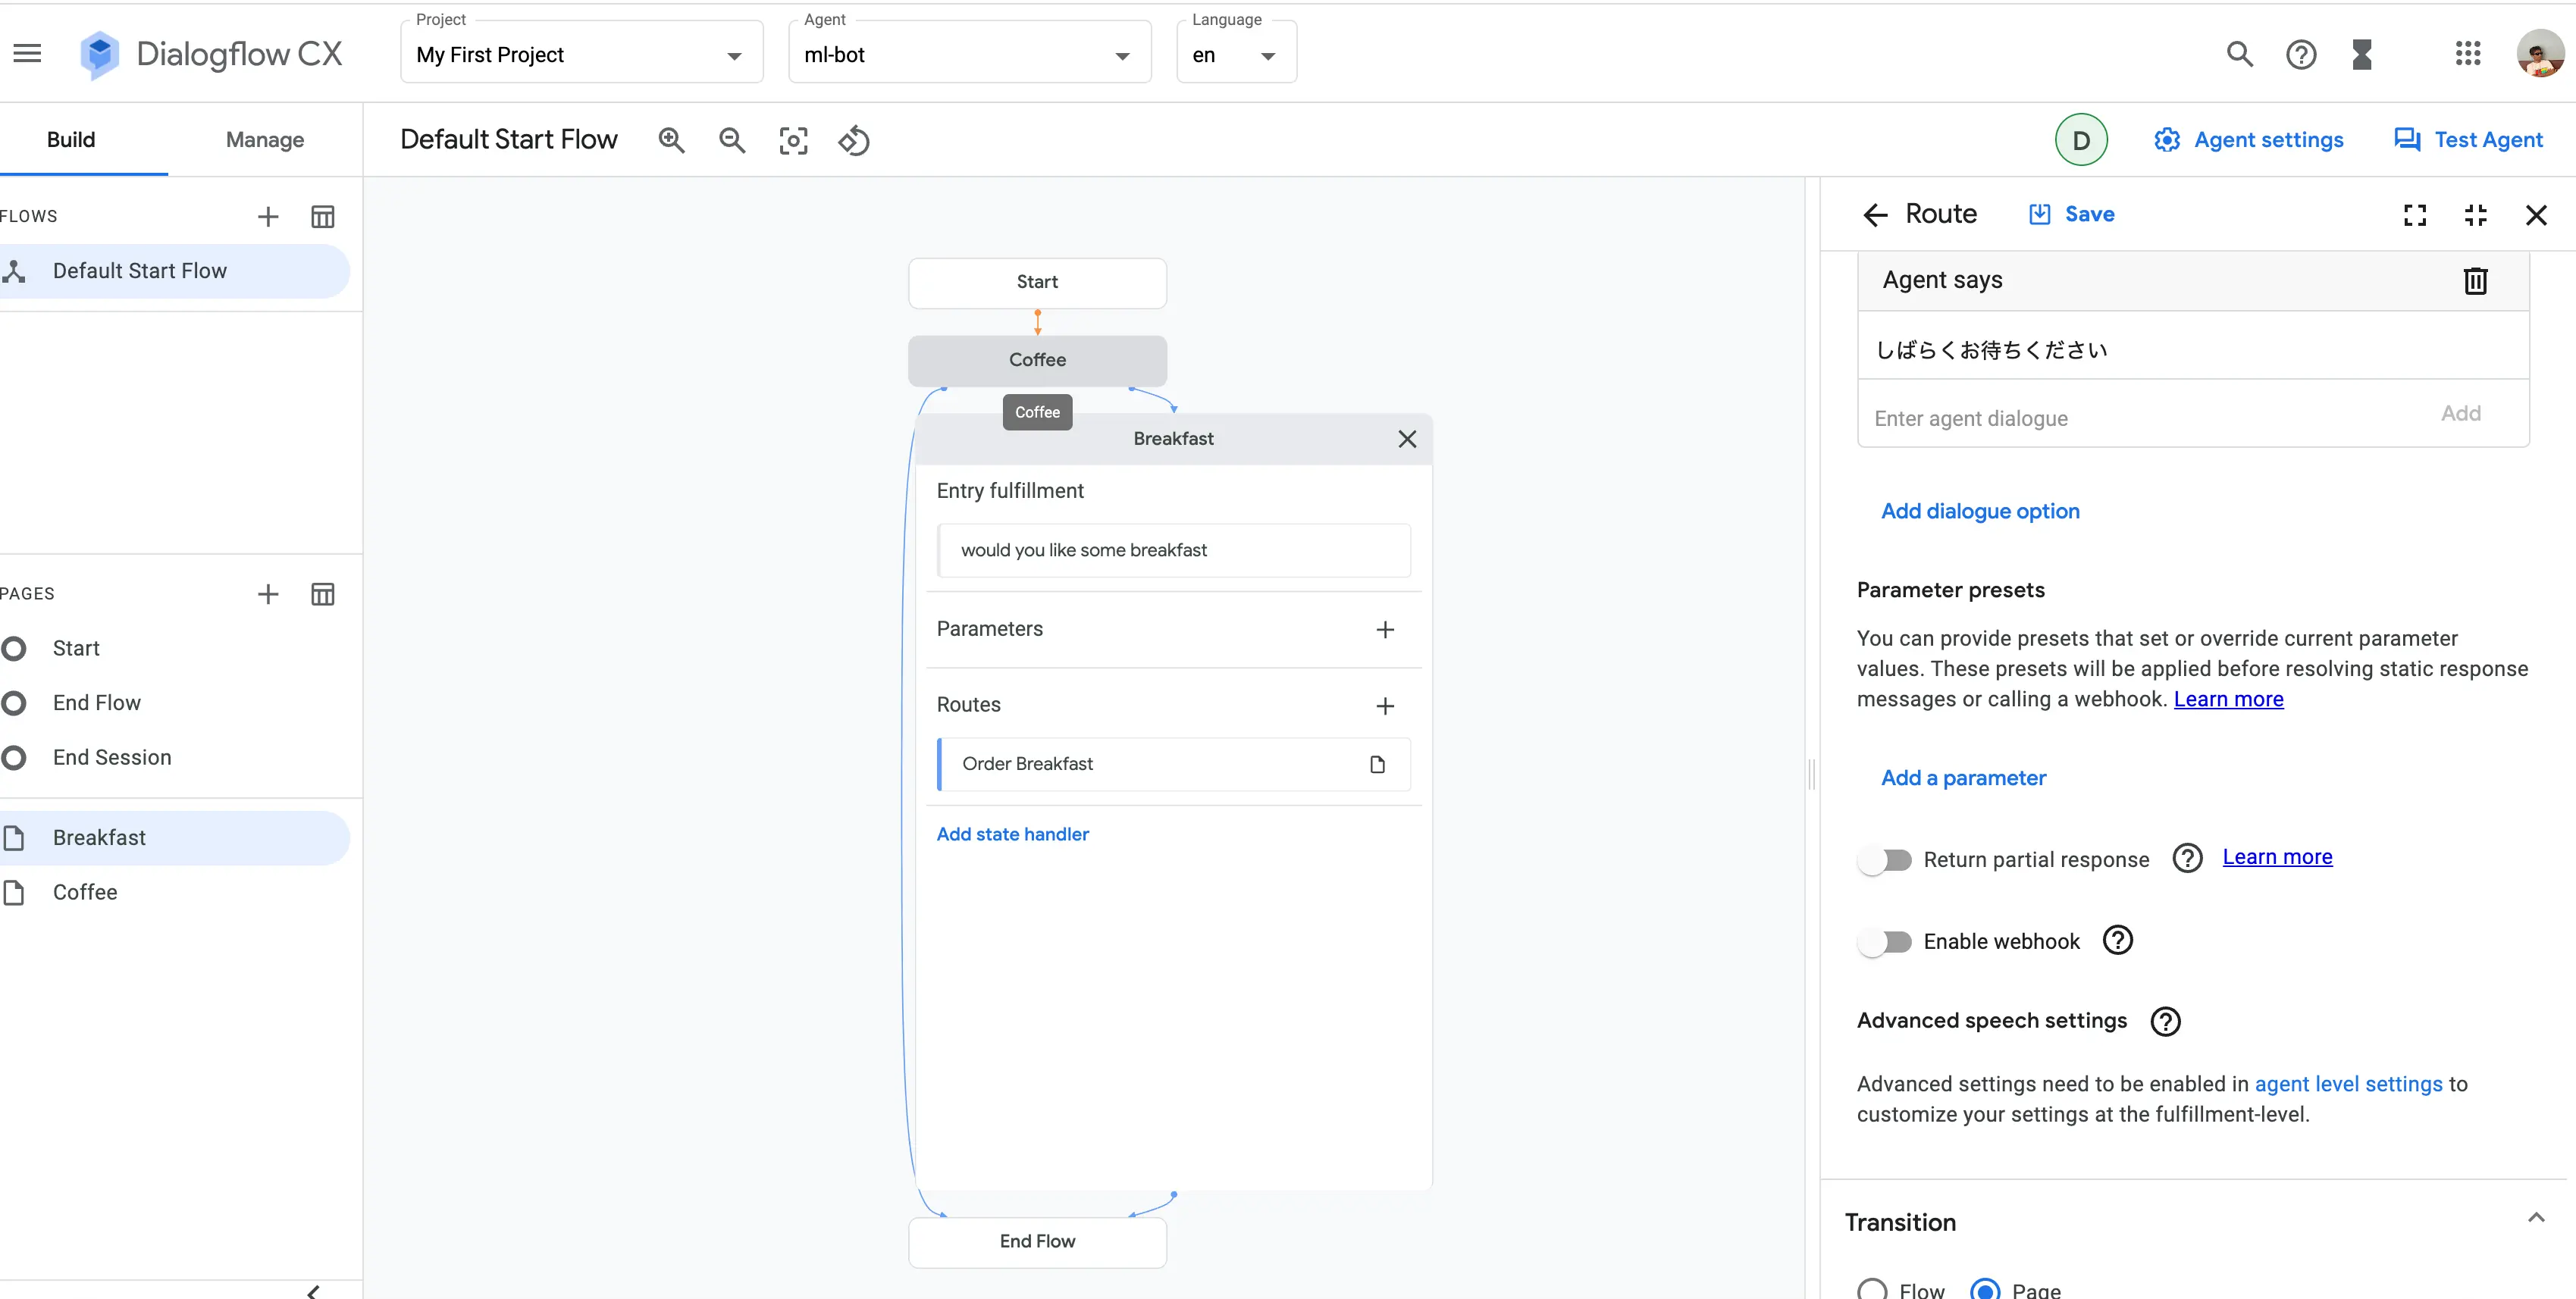 Project
Agent
Language
Dialogflow CX
My First Project
ml-bot
en
Build
Manage
Default Start Flow
D
Agent settings
Test Agent
FLOWS
Default Start Flow
PAGES
Start
End Flow
End Session
Breakfast
Coffee
Start
Coffee
Coffee
Breakfast
Entry fulfillment
would you like some breakfast
Parameters
Routes
Order Breakfast
Add state handler
End Flow
Route
Save
Agent says
しばらくお待ちください
Enter agent dialogue
Add
Add dialogue option
Parameter presets
You can provide presets that set or override current parameter
values. These presets will be applied before resolving static response
messages or calling a webhook. Learn more
Add a parameter
Return partial response
Learn more
Enable webhook
Advanced speech settings
Advanced settings need to be enabled in agent level settings to
customize your settings at the fulfillment-level.
Transition
Flow
Page